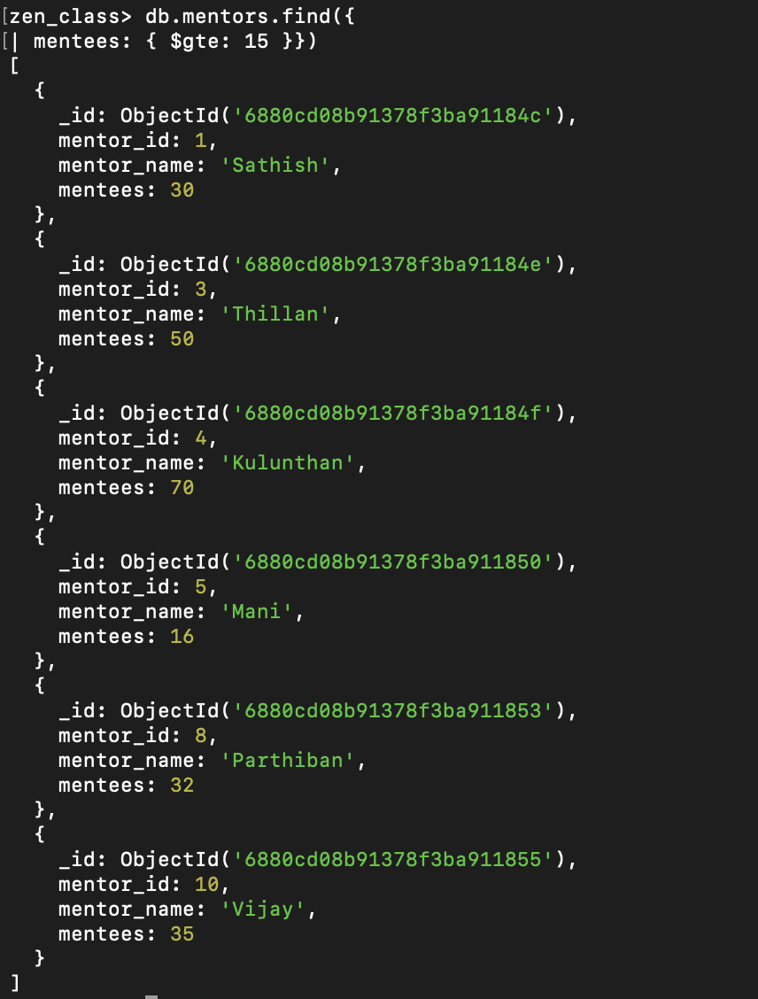 [zen_class> db.mentors.find({
[| mentees: { $gte: 15 }})
[
  {
    _id: ObjectId('6880cd08b91378f3ba91184c'),
    mentor_id: 1,
    mentor_name: 'Sathish',
    mentees: 30
  },
  {
    _id: ObjectId('6880cd08b91378f3ba91184e'),
    mentor_id: 3,
    mentor_name: 'Thillan',
    mentees: 50
  },
  {
    _id: ObjectId('6880cd08b91378f3ba91184f'),
    mentor_id: 4,
    mentor_name: 'Kulunthan',
    mentees: 70
  },
  {
    _id: ObjectId('6880cd08b91378f3ba911850'),
    mentor_id: 5,
    mentor_name: 'Mani',
    mentees: 16
  },
  {
    _id: ObjectId('6880cd08b91378f3ba911853'),
    mentor_id: 8,
    mentor_name: 'Parthiban',
    mentees: 32
  },
  {
    _id: ObjectId('6880cd08b91378f3ba911855'),
    mentor_id: 10,
    mentor_name: 'Vijay',
    mentees: 35
  }
]